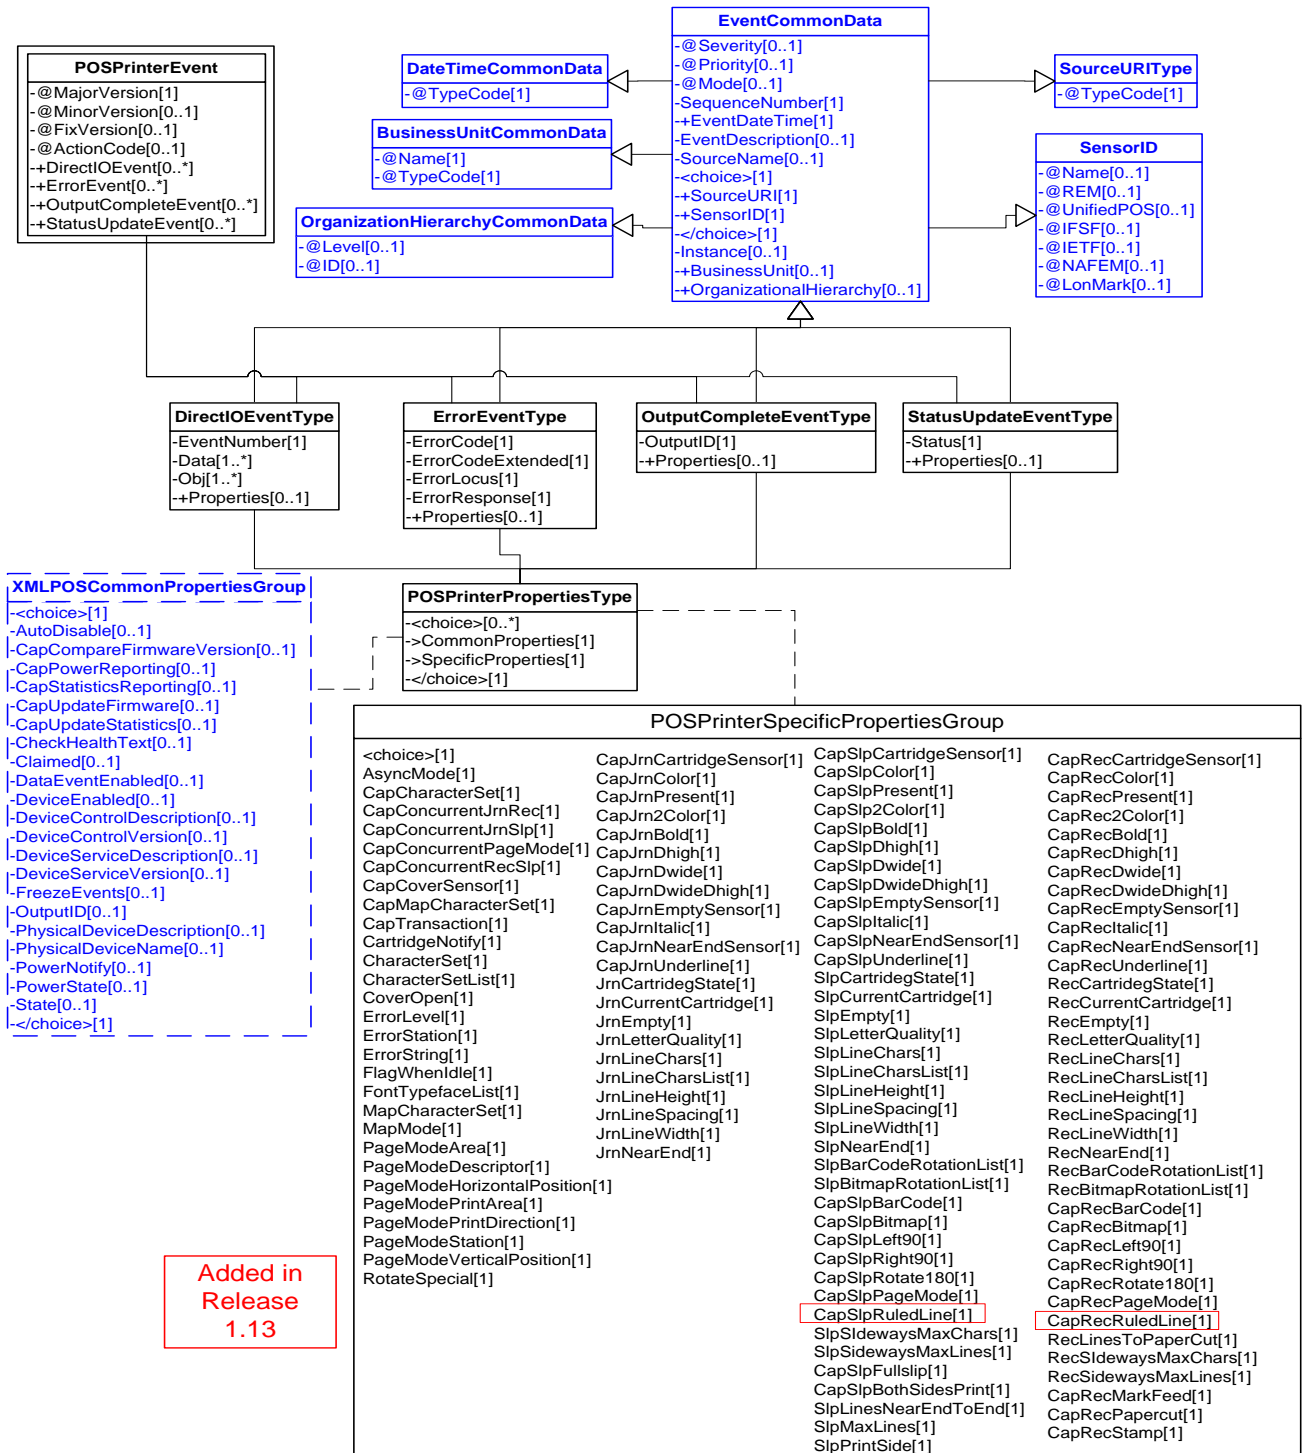 EventCommonData
-@Severity[0..1]
-@Priority[0..1]
-@Mode[0..1]
-SequenceNumber[1]
-+EventDateTime[1]
-EventDescription[0..1]
-SourceName[0..1]
-<choice>[1]
-+SourceURI[1]
-+SensorID[1]
-</choice>[1]
-Instance[0..1]
-+BusinessUnit[0..1]
-+OrganizationalHierarchy[0..1]
POSPrinterEvent
-@MajorVersion[1]
-@MinorVersion[0..1]
-@FixVersion[0..1]
-@ActionCode[0..1]
-+DirectIOEvent[0..*]
-+ErrorEvent[0..*]
-+OutputCompleteEvent[0..*]
-+StatusUpdateEvent[0..*]
DateTimeCommonData
-@TypeCode[1]
BusinessUnitCommonData
-@Name[1]
-@TypeCode[1]
OrganizationHierarchyCommonData
-@Level[0..1]
-@ID[0..1]
SourceURIType
-@TypeCode[1]
SensorID
-@Name[0..1]
-@REM[0..1]
-@UnifiedPOS[0..1]
-@IFSF[0..1]
-@IETF[0..1]
-@NAFEM[0..1]
-@LonMark[0..1]
DirectIOEventType
-EventNumber[1]
-Data[1..*]
-Obj[1..*]
-+Properties[0..1]
ErrorEventType
-ErrorCode[1]
-ErrorCodeExtended[1]
-ErrorLocus[1]
-ErrorResponse[1]
-+Properties[0..1]
OutputCompleteEventType
-OutputID[1]
-+Properties[0..1]
StatusUpdateEventType
-Status[1]
-+Properties[0..1]
XMLPOSCommonPropertiesGroup
-<choice>[1]
-AutoDisable[0..1]
-CapCompareFirmwareVersion[0..1]
-CapPowerReporting[0..1]
-CapStatisticsReporting[0..1]
-CapUpdateFirmware[0..1]
-CapUpdateStatistics[0..1]
-CheckHealthText[0..1]
-Claimed[0..1]
-DataEventEnabled[0..1]
-DeviceEnabled[0..1]
-DeviceControlDescription[0..1]
-DeviceControlVersion[0..1]
-DeviceServiceDescription[0..1]
-DeviceServiceVersion[0..1]
-FreezeEvents[0..1]
-OutputID[0..1]
-PhysicalDeviceDescription[0..1]
-PhysicalDeviceName[0..1]
-PowerNotify[0..1]
-PowerState[0..1]
-State[0..1]
-</choice>[1]
POSPrinterPropertiesType
-<choice>[0..*]
->CommonProperties[1]
->SpecificProperties[1]
-</choice>[1]
POSPrinterSpecificPropertiesGroup
<choice>[1]
AsyncMode[1]
CapCharacterSet[1]
CapConcurrentJrnRec[1]
CapConcurrentJrnSlp[1]
CapConcurrentPageMode[1]
CapConcurrentRecSlp[1]
CapCoverSensor[1]
CapMapCharacterSet[1]
CapTransaction[1]
CartridgeNotify[1]
CharacterSet[1]
CharacterSetList[1]
CoverOpen[1]
ErrorLevel[1]
ErrorStation[1]
ErrorString[1]
FlagWhenIdle[1]
FontTypefaceList[1]
MapCharacterSet[1]
MapMode[1]
PageModeArea[1]
PageModeDescriptor[1]
PageModeHorizontalPosition[1]
PageModePrintArea[1]
PageModePrintDirection[1]
PageModeStation[1]
PageModeVerticalPosition[1]
RotateSpecial[1]
CapJrnCartridgeSensor[1]
CapJrnColor[1]
CapJrnPresent[1]
CapJrn2Color[1]
CapJrnBold[1]
CapJrnDhigh[1]
CapJrnDwide[1]
CapJrnDwideDhigh[1]
CapJrnEmptySensor[1]
CapJrnItalic[1]
CapJrnNearEndSensor[1]
CapJrnUnderline[1]
JrnCartridegState[1]
JrnCurrentCartridge[1]
JrnEmpty[1]
JrnLetterQuality[1]
JrnLineChars[1]
JrnLineCharsList[1]
JrnLineHeight[1]
JrnLineSpacing[1]
JrnLineWidth[1]
JrnNearEnd[1]
CapSlpCartridgeSensor[1]
CapSlpColor[1]
CapSlpPresent[1]
CapSlp2Color[1]
CapSlpBold[1]
CapSlpDhigh[1]
CapSlpDwide[1]
CapSlpDwideDhigh[1]
CapSlpEmptySensor[1]
CapSlpItalic[1]
CapSlpNearEndSensor[1]
CapSlpUnderline[1]
SlpCartridegState[1]
SlpCurrentCartridge[1]
SlpEmpty[1]
SlpLetterQuality[1]
SlpLineChars[1]
SlpLineCharsList[1]
SlpLineHeight[1]
SlpLineSpacing[1]
SlpLineWidth[1]
SlpNearEnd[1]
SlpBarCodeRotationList[1]
SlpBitmapRotationList[1]
CapSlpBarCode[1]
CapSlpBitmap[1]
CapSlpLeft90[1]
CapSlpRight90[1]
CapSlpRotate180[1]
CapSlpPageMode[1]
CapSlpRuledLine[1]
SlpSIdewaysMaxChars[1]
SlpSidewaysMaxLines[1]
CapSlpFullslip[1]
CapSlpBothSidesPrint[1]
SlpLinesNearEndToEnd[1]
SlpMaxLines[1]
SlpPrintSide[1]
CapRecCartridgeSensor[1]
CapRecColor[1]
CapRecPresent[1]
CapRec2Color[1]
CapRecBold[1]
CapRecDhigh[1]
CapRecDwide[1]
CapRecDwideDhigh[1]
CapRecEmptySensor[1]
CapRecItalic[1]
CapRecNearEndSensor[1]
CapRecUnderline[1]
RecCartridegState[1]
RecCurrentCartridge[1]
RecEmpty[1]
RecLetterQuality[1]
RecLineChars[1]
RecLineCharsList[1]
RecLineHeight[1]
RecLineSpacing[1]
RecLineWidth[1]
RecNearEnd[1]
RecBarCodeRotationList[1]
RecBitmapRotationList[1]
CapRecBarCode[1]
CapRecBitmap[1]
CapRecLeft90[1]
CapRecRight90[1]
CapRecRotate180[1]
CapRecPageMode[1]
CapRecRuledLine[1]
RecLinesToPaperCut[1]
RecSIdewaysMaxChars[1]
RecSidewaysMaxLines[1]
CapRecMarkFeed[1]
CapRecPapercut[1]
CapRecStamp[1]
Added in
Release
1.13